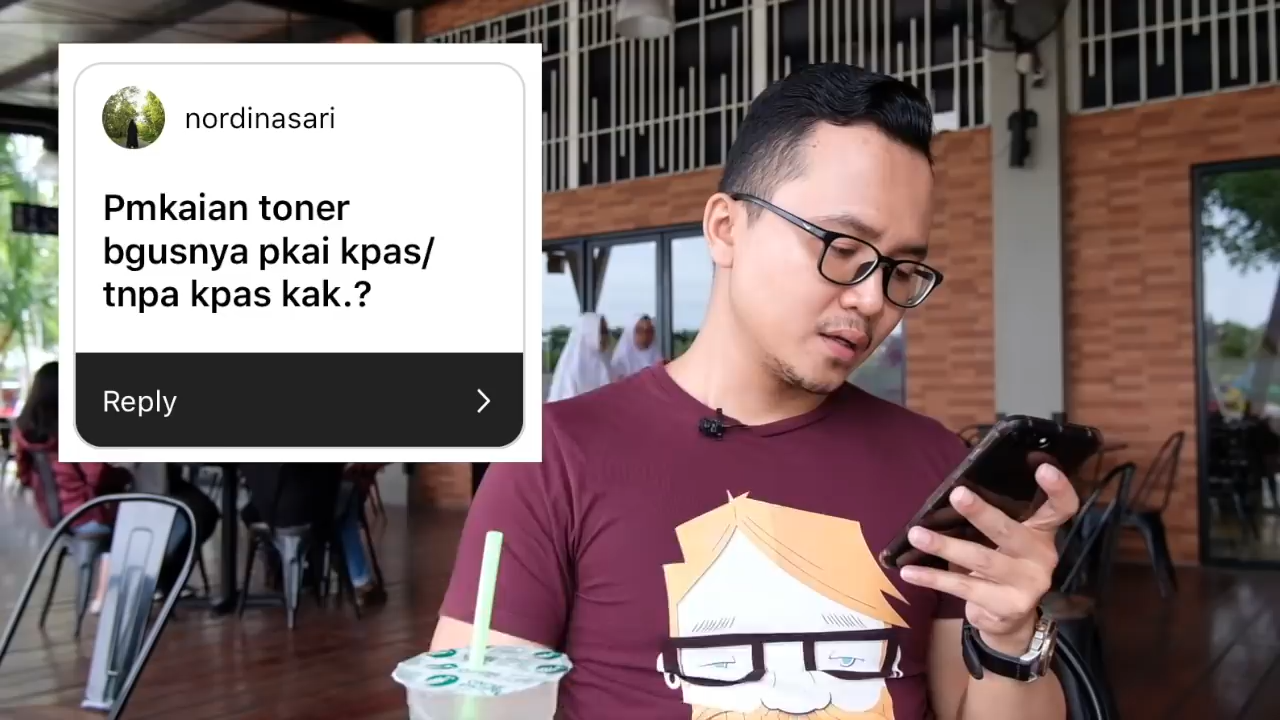 nordinasari
Pmkaian toner
bgusnya pkai kpas/
tnpa kpas kak.?
Reply